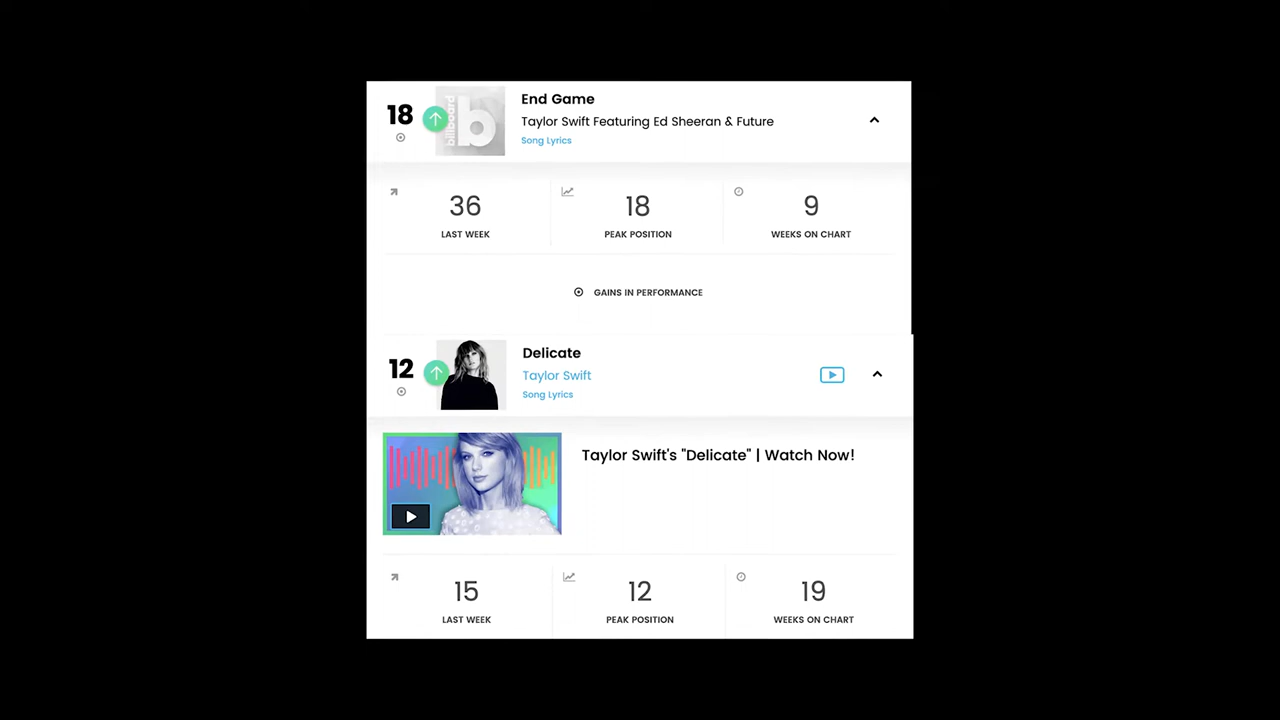 18
billboard
b
End Game
Taylor Swift Featuring Ed Sheeran & Future
Song Lyrics
36
LAST WEEK
18
PEAK POSITION
9
WEEKS ON CHART
GAINS IN PERFORMANCE
12
Delicate
Taylor Swift
Song Lyrics
Taylor Swift's "Delicate" | Watch Now!
15
LAST WEEK
12
PEAK POSITION
19
WEEKS ON CHART